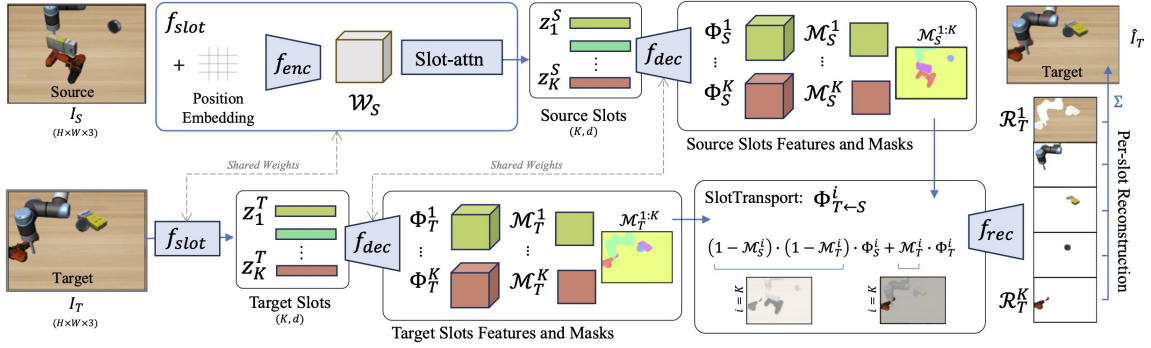 Source
I_S
(H×W×3)
f_slot
+
Position
Embedding
f_enc
𝒲_S
Slot-attn
z_1^S
⋮
z_K^S
Source Slots
(K, d)
f_dec
Φ_S^1
⋮
Φ_S^K
ℳ_S^1
⋮
ℳ_S^K
ℳ_S^{1:K}
Source Slots Features and Masks
Target
Î_T
Σ
Per-slot Reconstruction
ℛ_T^1
ℛ_T^K
Shared Weights
Shared Weights
Target
I_T
(H×W×3)
f_slot
z_1^T
⋮
z_K^T
Target Slots
(K, d)
f_dec
Φ_T^1
⋮
Φ_T^K
ℳ_T^1
⋮
ℳ_T^K
ℳ_T^{1:K}
Target Slots Features and Masks
SlotTransport: Φ_{T←S}^i
(1 − ℳ_S^i) · (1 − ℳ_T^i) · Φ_S^i + ℳ_T^i · Φ_T^i
i = K
i = K
f_rec